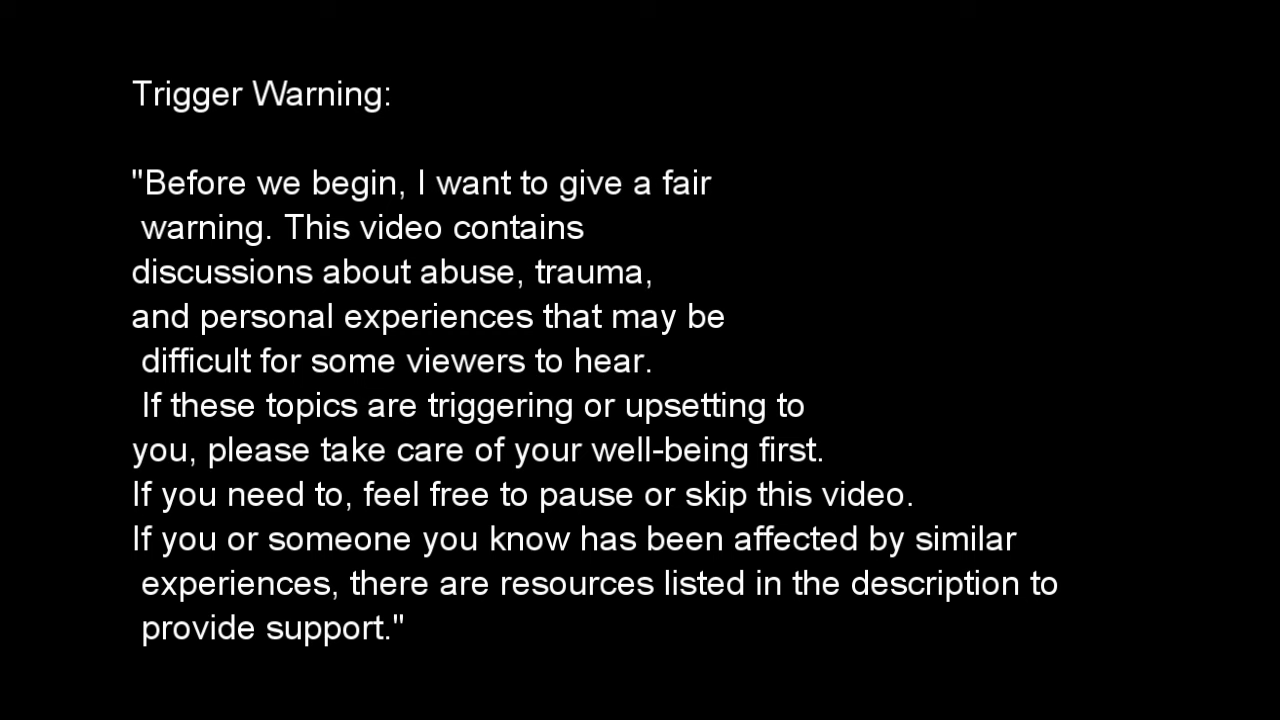 Trigger Warning:
"Before we begin, I want to give a fair
warning. This video contains
discussions about abuse, trauma,
and personal experiences that may be
difficult for some viewers to hear.
If these topics are triggering or upsetting to
you, please take care of your well-being first.
If you need to, feel free to pause or skip this video.
If you or someone you know has been affected by similar
experiences, there are resources listed in the description to
provide support."